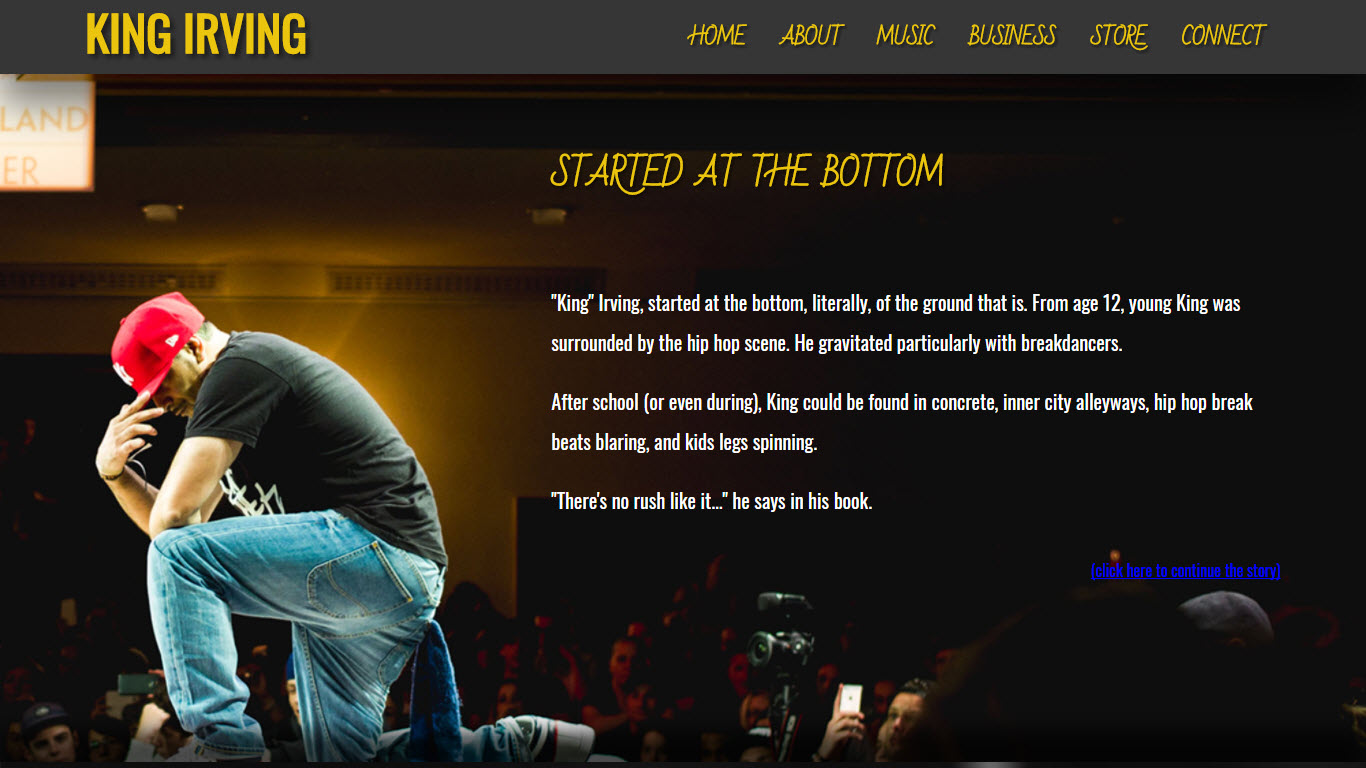 KING IRVING
HOME ABOUT MUSIC BUSINESS STORE CONNECT
LAND
ER
STARTED AT THE BOTTOM
"King" Irving, started at the bottom, literally, of the ground that is. From age 12, young King was
surrounded by the hip hop scene. He gravitated particularly with breakdancers.
After school (or even during), King could be found in concrete, inner city alleyways, hip hop break
beats blaring, and kids legs spinning.
"There's no rush like it..." he says in his book.
(click here to continue the story)